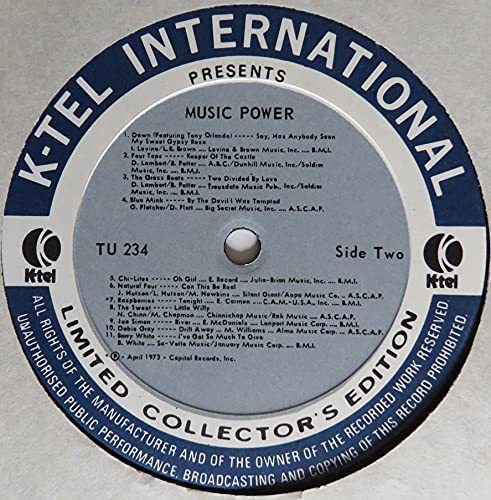 K-TEL INTERNATIONAL
PRESENTS
MUSIC POWER
1. Dawn (Featuring Tony Orlando) ----- Say, Has Anybody Seen
My Sweet Gypsy Rose
I. Levine/L.R. Brown .... Levine & Brown Music, Inc. ... B.M.I.
2. Four Tops ----- Keeper Of The Castle
D. Lambert/B. Potter .... A.B.C./Dunhill Music, Inc./Soldier
Music, Inc. .... B.M.I.
3. The Grass Roots ----- Two Divided By Love
D. Lambert/B. Potter .... Trousdale Music Pub., Inc./Soldier
Music, Inc. .... B.M.I.
4. Blue Mink ----- By The Devil I Was Tempted
G. Fletcher/D. Flett .... Big Secret Music, Inc. .... A.S.C.A.P.
TU 234
Side Two
K-tel
K-tel
5. Chi-Lites ----- Oh Girl .... E. Record .... Julio-Brian Music, Inc. .... B.M.I.
6. Natural Four ----- Can This Be Real
J. Hutson/L. Hutson/M. Hawkins .... Silent Giant/Aopa Music Co. .... A.S.C.A.P.
*7. Raspberries ----- Tonight .... E. Carmen .... C.A.M.-U.S.A., Inc. .... B.M.I.
8. The Sweet ----- Little Willy
N. Chinn/M. Chapman .... Chinnichap Music/Rak Music .... A.S.C.A.P.
9. Joe Simon ----- River .... E. McDaniels .... Lonport Music Corp. .... B.M.I.
10. Dobie Gray ----- Drift Away .... M. Williams .... Almo Music Corp. .... A.S.C.A.P.
11. Barry White ----- I've Got So Much To Give
B. White .... Sa-Vette Music/January Music Corp. .... B.M.I.
* ℗ April 1973 - Capitol Records, Inc.
LIMITED COLLECTOR'S EDITION
ALL RIGHTS OF THE MANUFACTURER AND OF THE OWNER OF THE RECORDED WORK RESERVED
UNAUTHORISED PUBLIC PERFORMANCE, BROADCASTING AND COPYING OF THIS RECORD PROHIBITED.